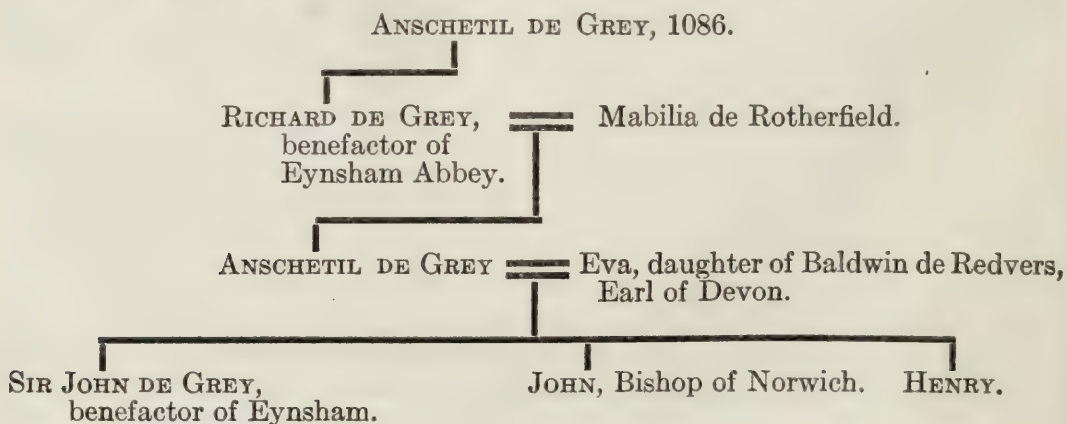 ANSCHETIL DE GREY, 1086.
RICHARD DE GREY,
benefactor of
Eynsham Abbey.
Mabilia de Rotherfield.
ANSCHETIL DE GREY
Eva, daughter of Baldwin de Redvers,
Earl of Devon.
SIR JOHN DE GREY,
benefactor of Eynsham.
JOHN, Bishop of Norwich.
HENRY.